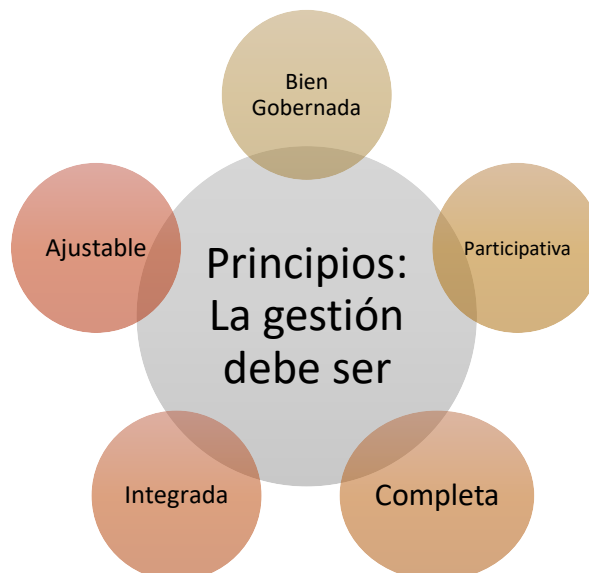 Bien
Gobernada
Ajustable
Participativa
Principios:
La gestión
debe ser
Integrada
Completa